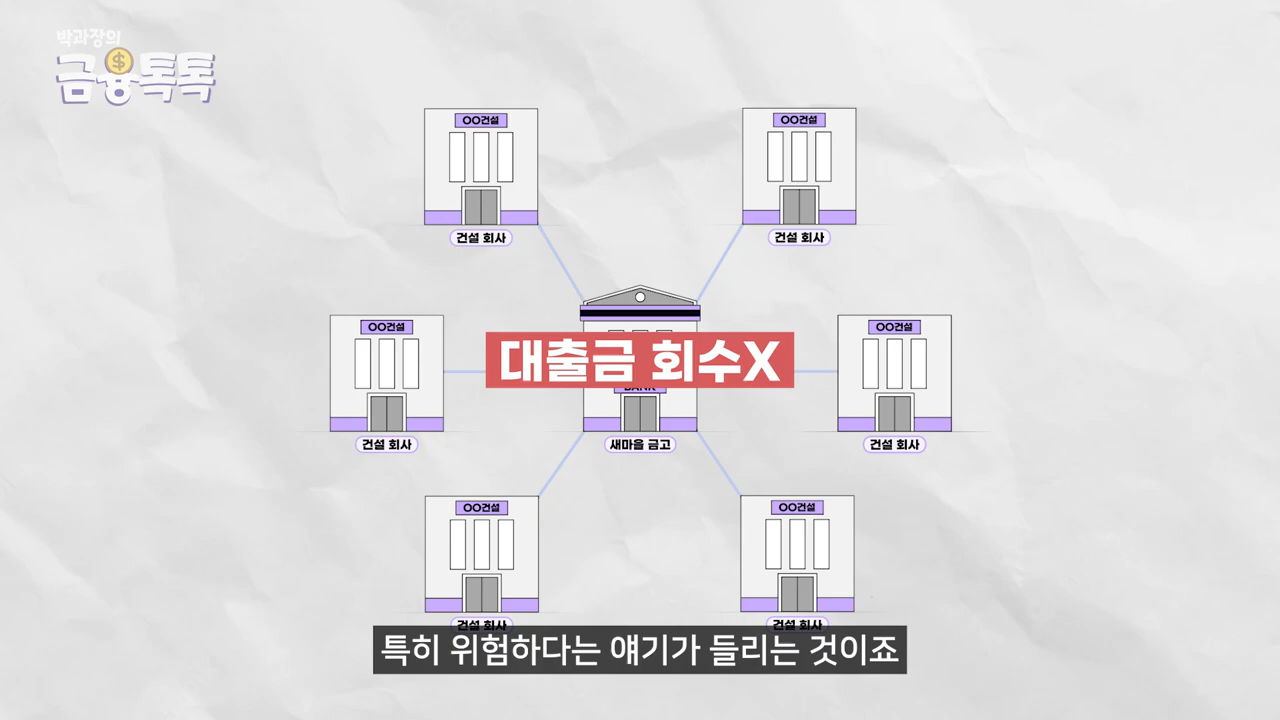 박과장의
금융톡톡
OO건설
건설 회사
OO건설
건설 회사
OO건설
건설 회사
대출금 회수X
BANK
새마을 금고
OO건설
건설 회사
OO건설
건설 회사
OO건설
건설 회사
특히 위험하다는 얘기가 들리는 것이죠